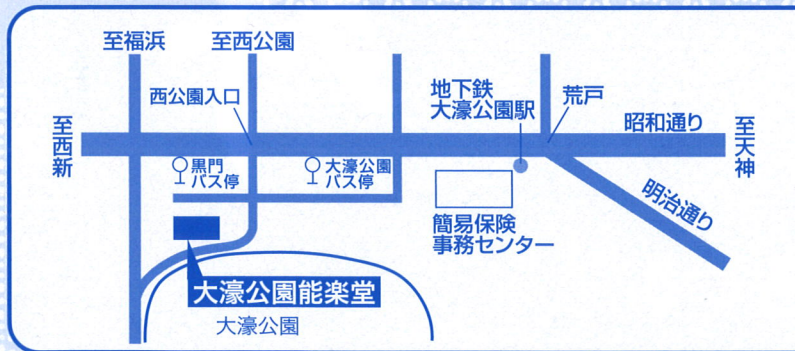 至福浜
至西公園
西公園入口
地下鉄
大濠公園駅
荒戸
昭和通り
至西新
至天神
黒門
バス停
大濠公園
バス停
簡易保険
事務センター
明治通り
大濠公園能楽堂
大濠公園